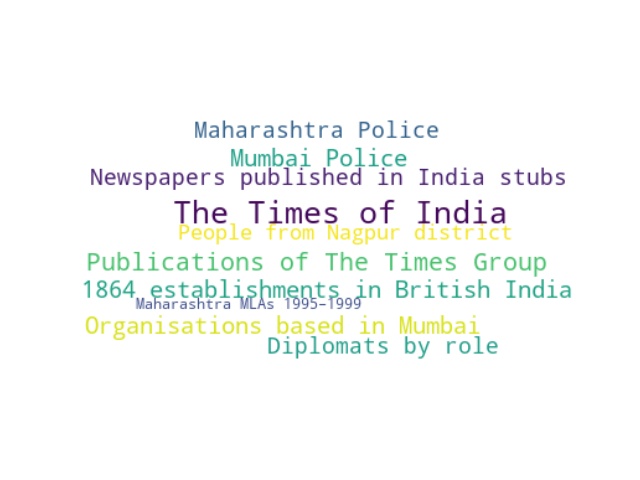 Maharashtra Police
Mumbai Police
Newspapers published in India stubs
The Times of India
People from Nagpur district
Publications of The Times Group
1864 establishments in British India
Maharashtra MLAs 1995–1999
Organisations based in Mumbai
Diplomats by role